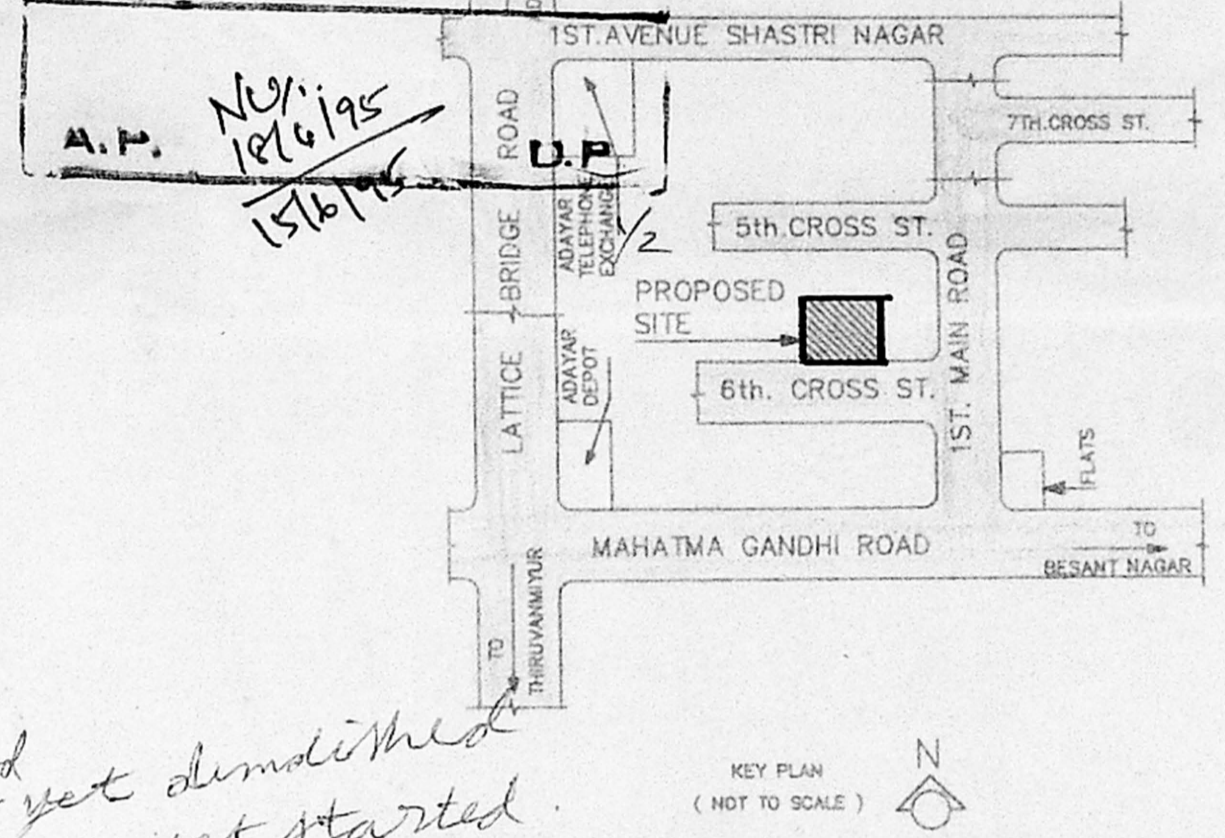 1ST.AVENUE SHASTRI NAGAR
A.P.
18/6/95
15/6/95
U.P
1/2
7TH.CROSS ST.
LATTICE BRIDGE ROAD
ADAYAR
TELEPHONE
EXCHANGE
5th.CROSS ST.
PROPOSED
SITE
1ST. MAIN ROAD
ADAYAR
DEPOT
6th. CROSS ST.
FLATS
MAHATMA GANDHI ROAD
TO
BESANT NAGAR
TO
THIRUVANMIYUR
yet
started.
KEY PLAN
( NOT TO SCALE )
N